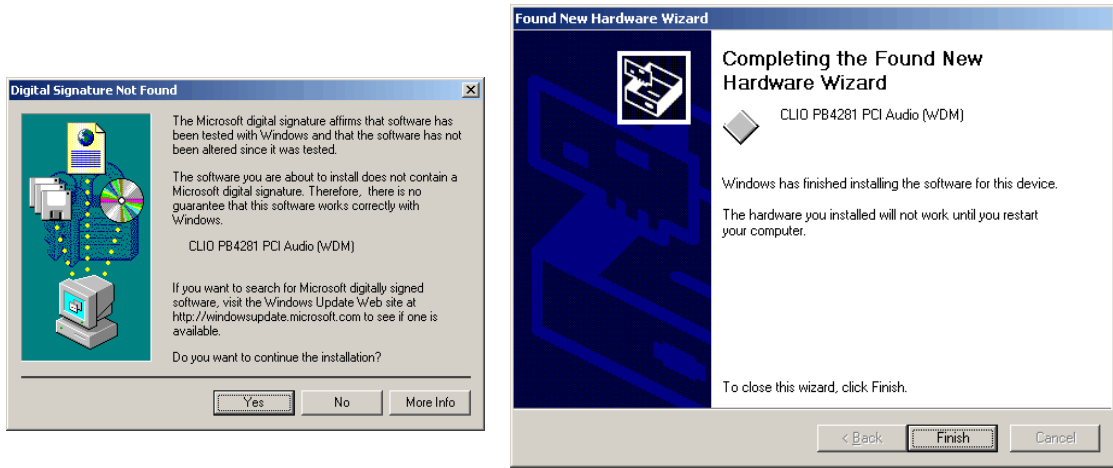 Digital Signature Not Found
The Microsoft digital signature affirms that software has
been tested with Windows and that the software has not
been altered since it was tested.
The software you are about to install does not contain a
Microsoft digital signature. Therefore, there is no
guarantee that this software works correctly with
Windows.
CLIO PB4281 PCI Audio (WDM)
If you want to search for Microsoft digitally signed
software, visit the Windows Update Web site at
http://windowsupdate.microsoft.com to see if one is
available.
Do you want to continue the installation?
Yes No More Info
Found New Hardware Wizard
Completing the Found New
Hardware Wizard
CLIO PB4281 PCI Audio (WDM)
Windows has finished installing the software for this device.
The hardware you installed will not work until you restart
your computer.
To close this wizard, click Finish.
< Back Finish Cancel